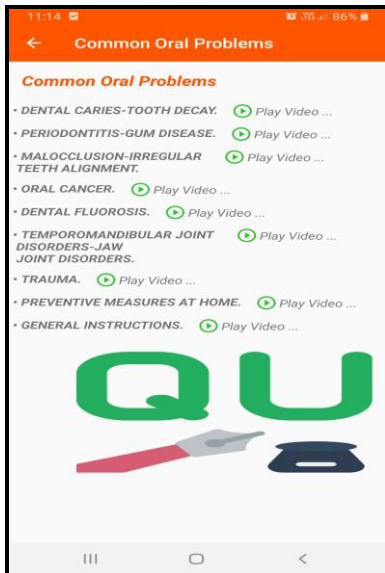 11:14 86%
Common Oral Problems
Common Oral Problems
• DENTAL CARIES-TOOTH DECAY. Play Video ...
• PERIODONTITIS-GUM DISEASE. Play Video ...
• MALOCCLUSION-IRREGULAR Play Video ...
TEETH ALIGNMENT.
• ORAL CANCER. Play Video ...
• DENTAL FLUOROSIS. Play Video ...
• TEMPOROMANDIBULAR JOINT Play Video ...
DISORDERS-JAW
JOINT DISORDERS.
• TRAUMA. Play Video ...
• PREVENTIVE MEASURES AT HOME. Play Video ...
• GENERAL INSTRUCTIONS. Play Video ...
QU